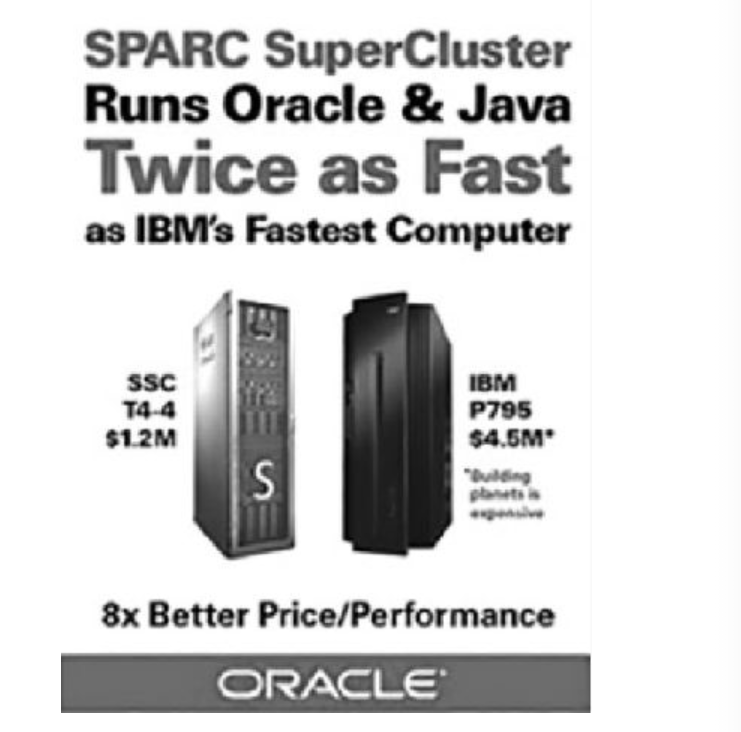 SPARC SuperCluster
Runs Oracle & Java
Twice as Fast
as IBM's Fastest Computer
SSC
T4-4
$1.2M
IBM
P795
$4.5M*
*Building
planets is
expensive
S
8x Better Price/Performance
ORACLE